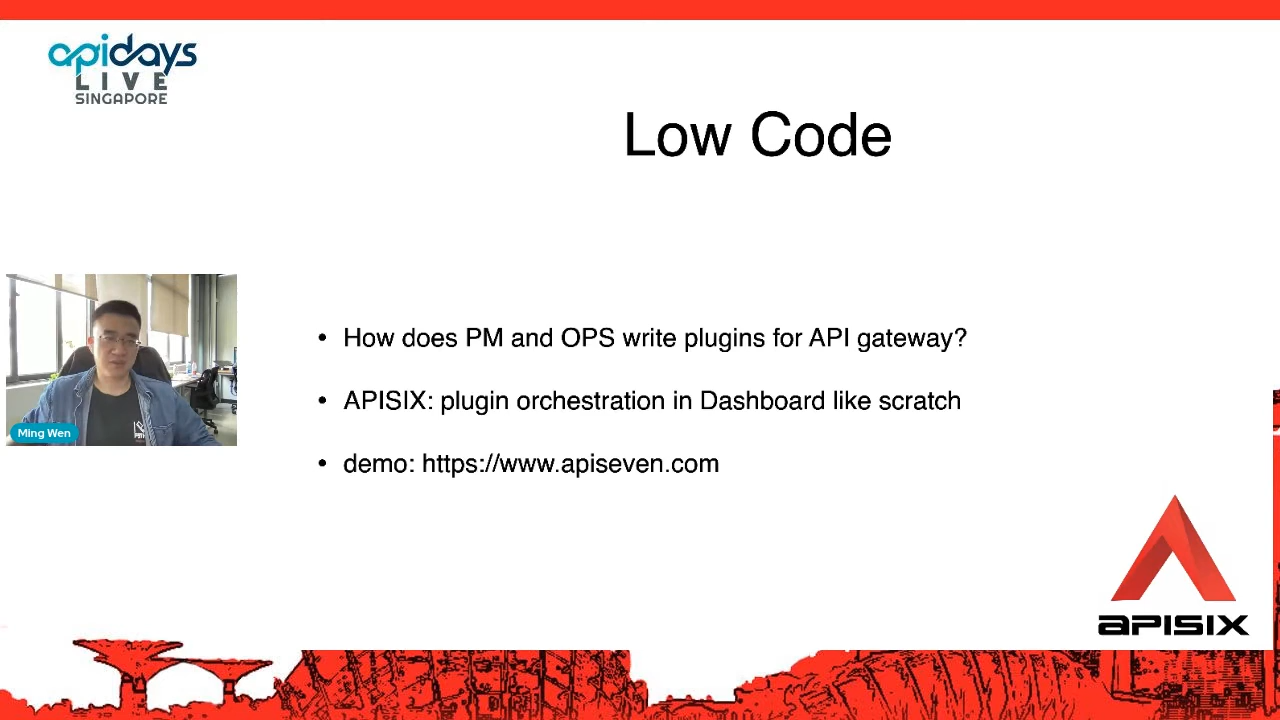 apidays
LIVE
SINGAPORE
Low Code
• How does PM and OPS write plugins for API gateway?
• APISIX: plugin orchestration in Dashboard like scratch
• demo: https://www.apiseven.com
Ming Wen
APISIX